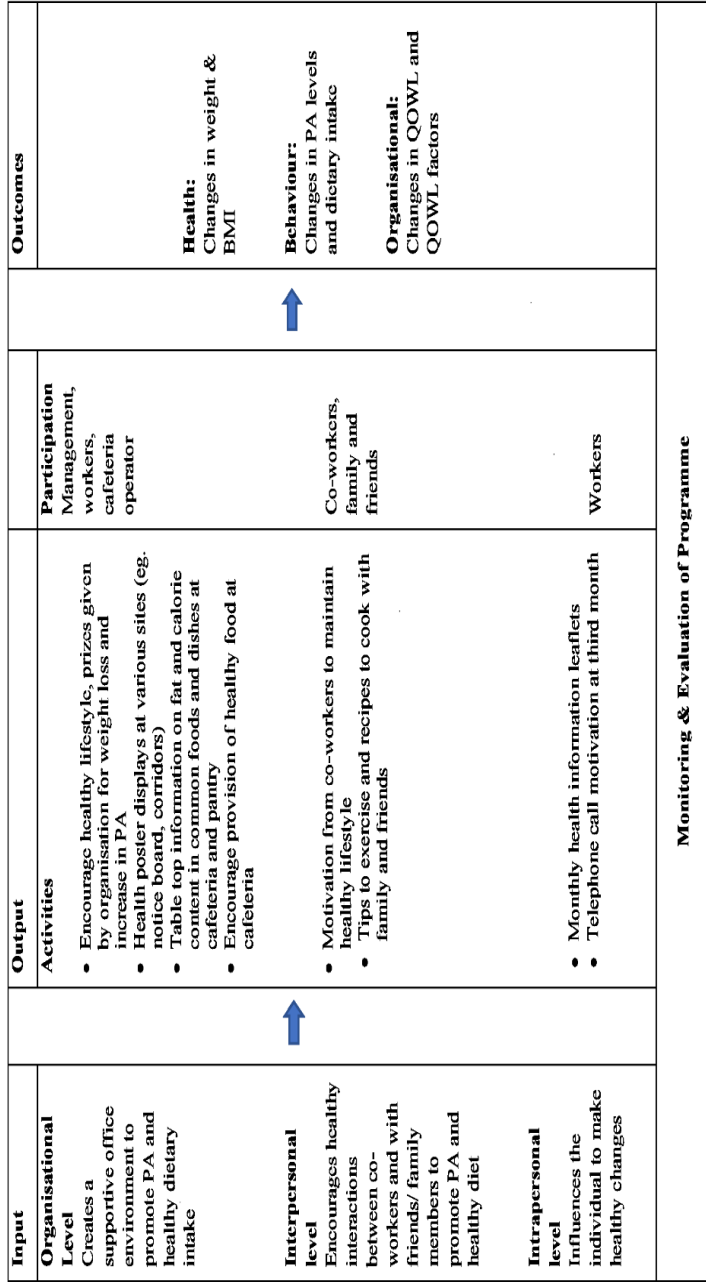 Input
Organisational
Level
Creates a
supportive office
environment to
promote PA and
healthy dietary
intake
Interpersonal
level
Encourages healthy
interactions
between co-
workers and with
friends/ family
members to
promote PA and
healthy diet
Intrapersonal
level
Influences the
individual to make
healthy changes
Output
Activities
• Encourage healthy lifestyle, prizes given
by organisation for weight loss and
increase in PA
• Health poster displays at various sites (eg.
notice board, corridors)
• Table top information on fat and calorie
content in common foods and dishes at
cafeteria and pantry
• Encourage provision of healthy food at
cafeteria
• Motivation from co-workers to maintain
healthy lifestyle
• Tips to exercise and recipes to cook with
family and friends
• Monthly health information leaflets
• Telephone call motivation at third month
Participation
Management,
workers,
cafeteria
operator
Co-workers,
family and
friends
Workers
Outcomes
Health:
Changes in weight &
BMI
Behaviour:
Changes in PA levels
and dietary intake
Organisational:
Changes in QOWL and
QOWL factors
Monitoring & Evaluation of Programme